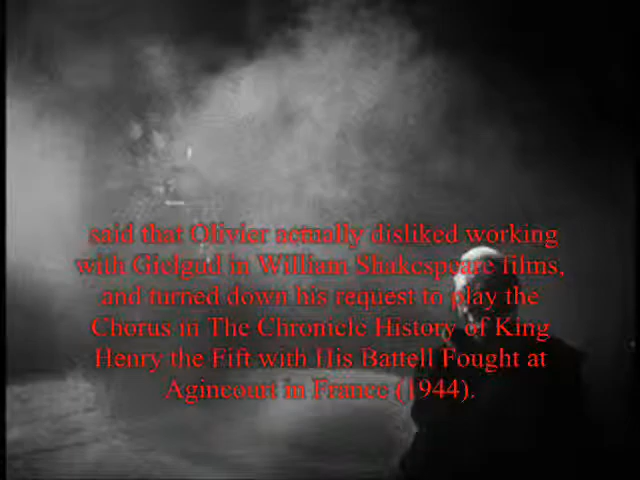 said that Olivier actually disliked working
with Gielgud in William Shakespeare films,
and turned down his request to play the
Chorus in The Chronicle History of King
Henry the Fift with His Battell Fought at
Agincourt in France (1944).